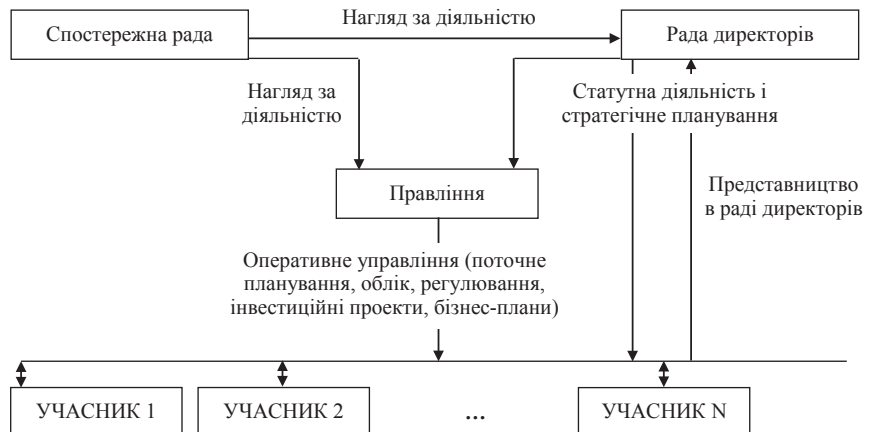 Нагляд за діяльністю
Спостережна рада
Рада директорів
Нагляд за
діяльністю
Статутна діяльність і
стратегічне планування
Правління
Представництво
в раді директорів
Оперативне управління (поточне
планування, облік, регулювання,
інвестиційні проекти, бізнес-плани)
УЧАСНИК 1
УЧАСНИК 2
...
УЧАСНИК N